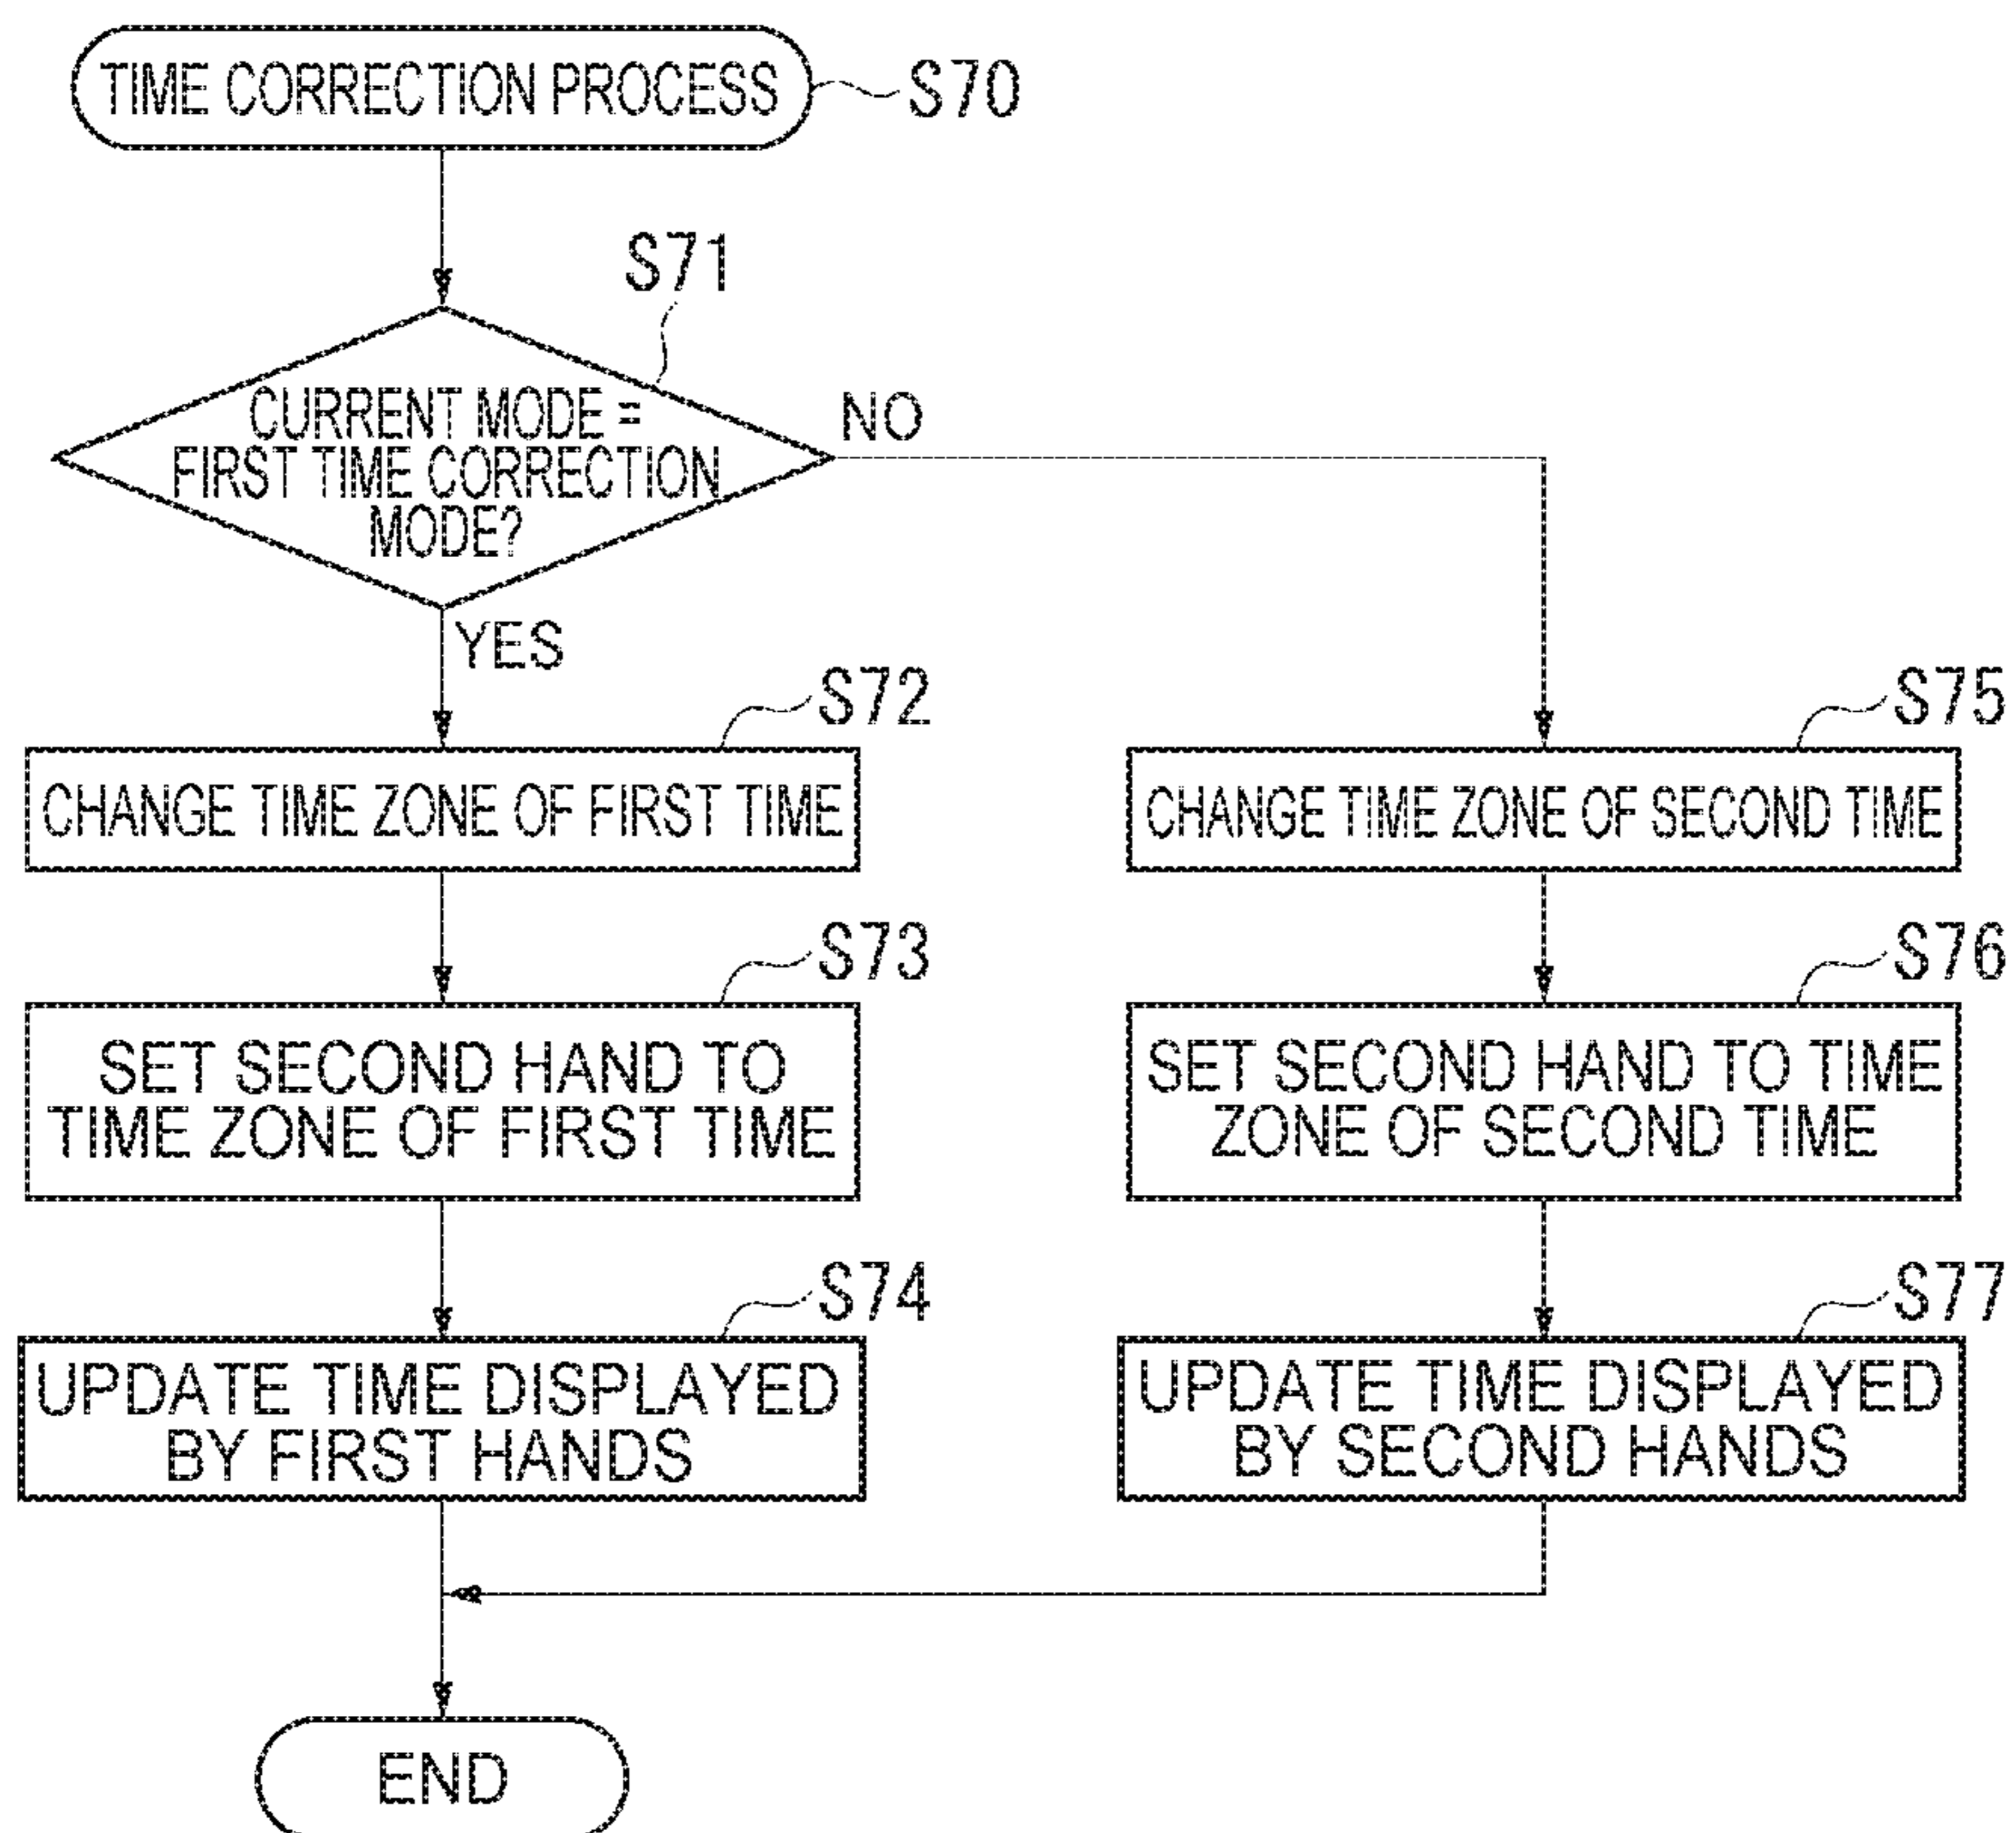 TIME CORRECTION PROCESS
S70
S71
CURRENT MODE =
FIRST TIME CORRECTION
MODE?
NO
YES
S72
CHANGE TIME ZONE OF FIRST TIME
S73
SET SECOND HAND TO
TIME ZONE OF FIRST TIME
S74
UPDATE TIME DISPLAYED
BY FIRST HANDS
S75
CHANGE TIME ZONE OF SECOND TIME
S76
SET SECOND HAND TO TIME
ZONE OF SECOND TIME
S77
UPDATE TIME DISPLAYED
BY SECOND HANDS
END